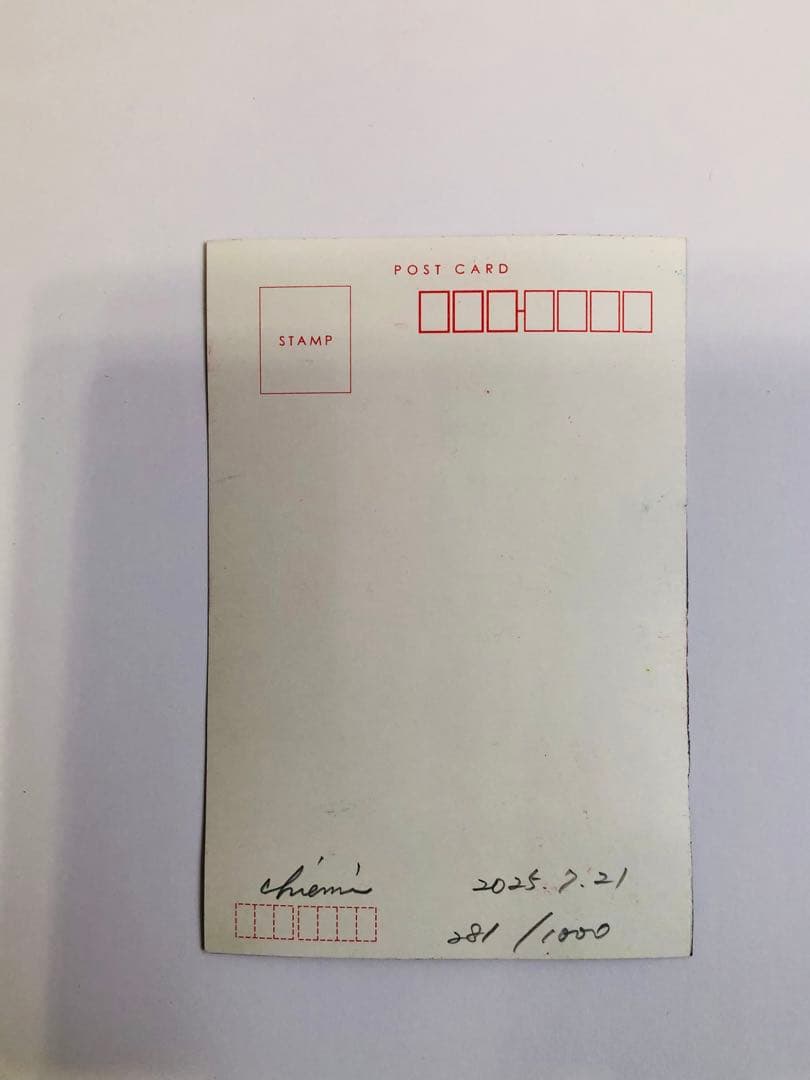 POST CARD
STAMP
chiemi 2025.7.21
281/1000